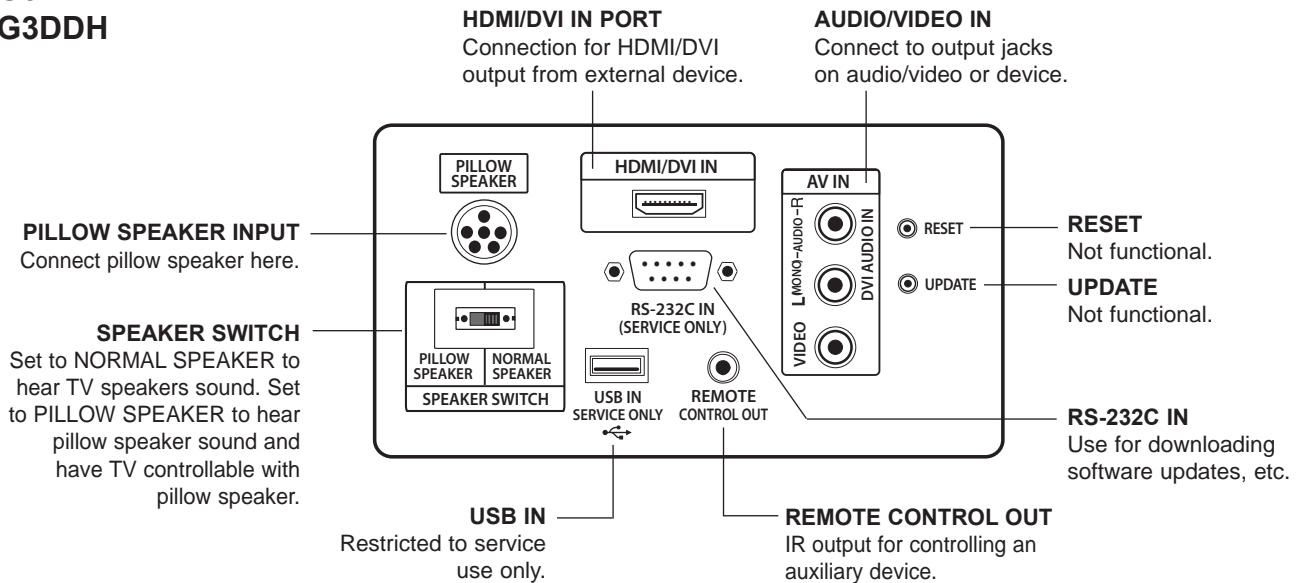 G3DDH
HDMI/DVI IN PORT
Connection for HDMI/DVI
output from external device.
AUDIO/VIDEO IN
Connect to output jacks
on audio/video or device.
PILLOW SPEAKER INPUT
Connect pillow speaker here.
SPEAKER SWITCH
Set to NORMAL SPEAKER to
hear TV speakers sound. Set
to PILLOW SPEAKER to hear
pillow speaker sound and
have TV controllable with
pillow speaker.
PILLOW
SPEAKER
HDMI/DVI IN
AV IN
L(MONO)-AUDIO-R
DVI AUDIO IN
VIDEO
RESET
UPDATE
RS-232C IN
(SERVICE ONLY)
PILLOW
SPEAKER
NORMAL
SPEAKER
SPEAKER SWITCH
USB IN
SERVICE ONLY
REMOTE
CONTROL OUT
RESET
Not functional.
UPDATE
Not functional.
RS-232C IN
Use for downloading
software updates, etc.
USB IN
Restricted to service
use only.
REMOTE CONTROL OUT
IR output for controlling an
auxiliary device.